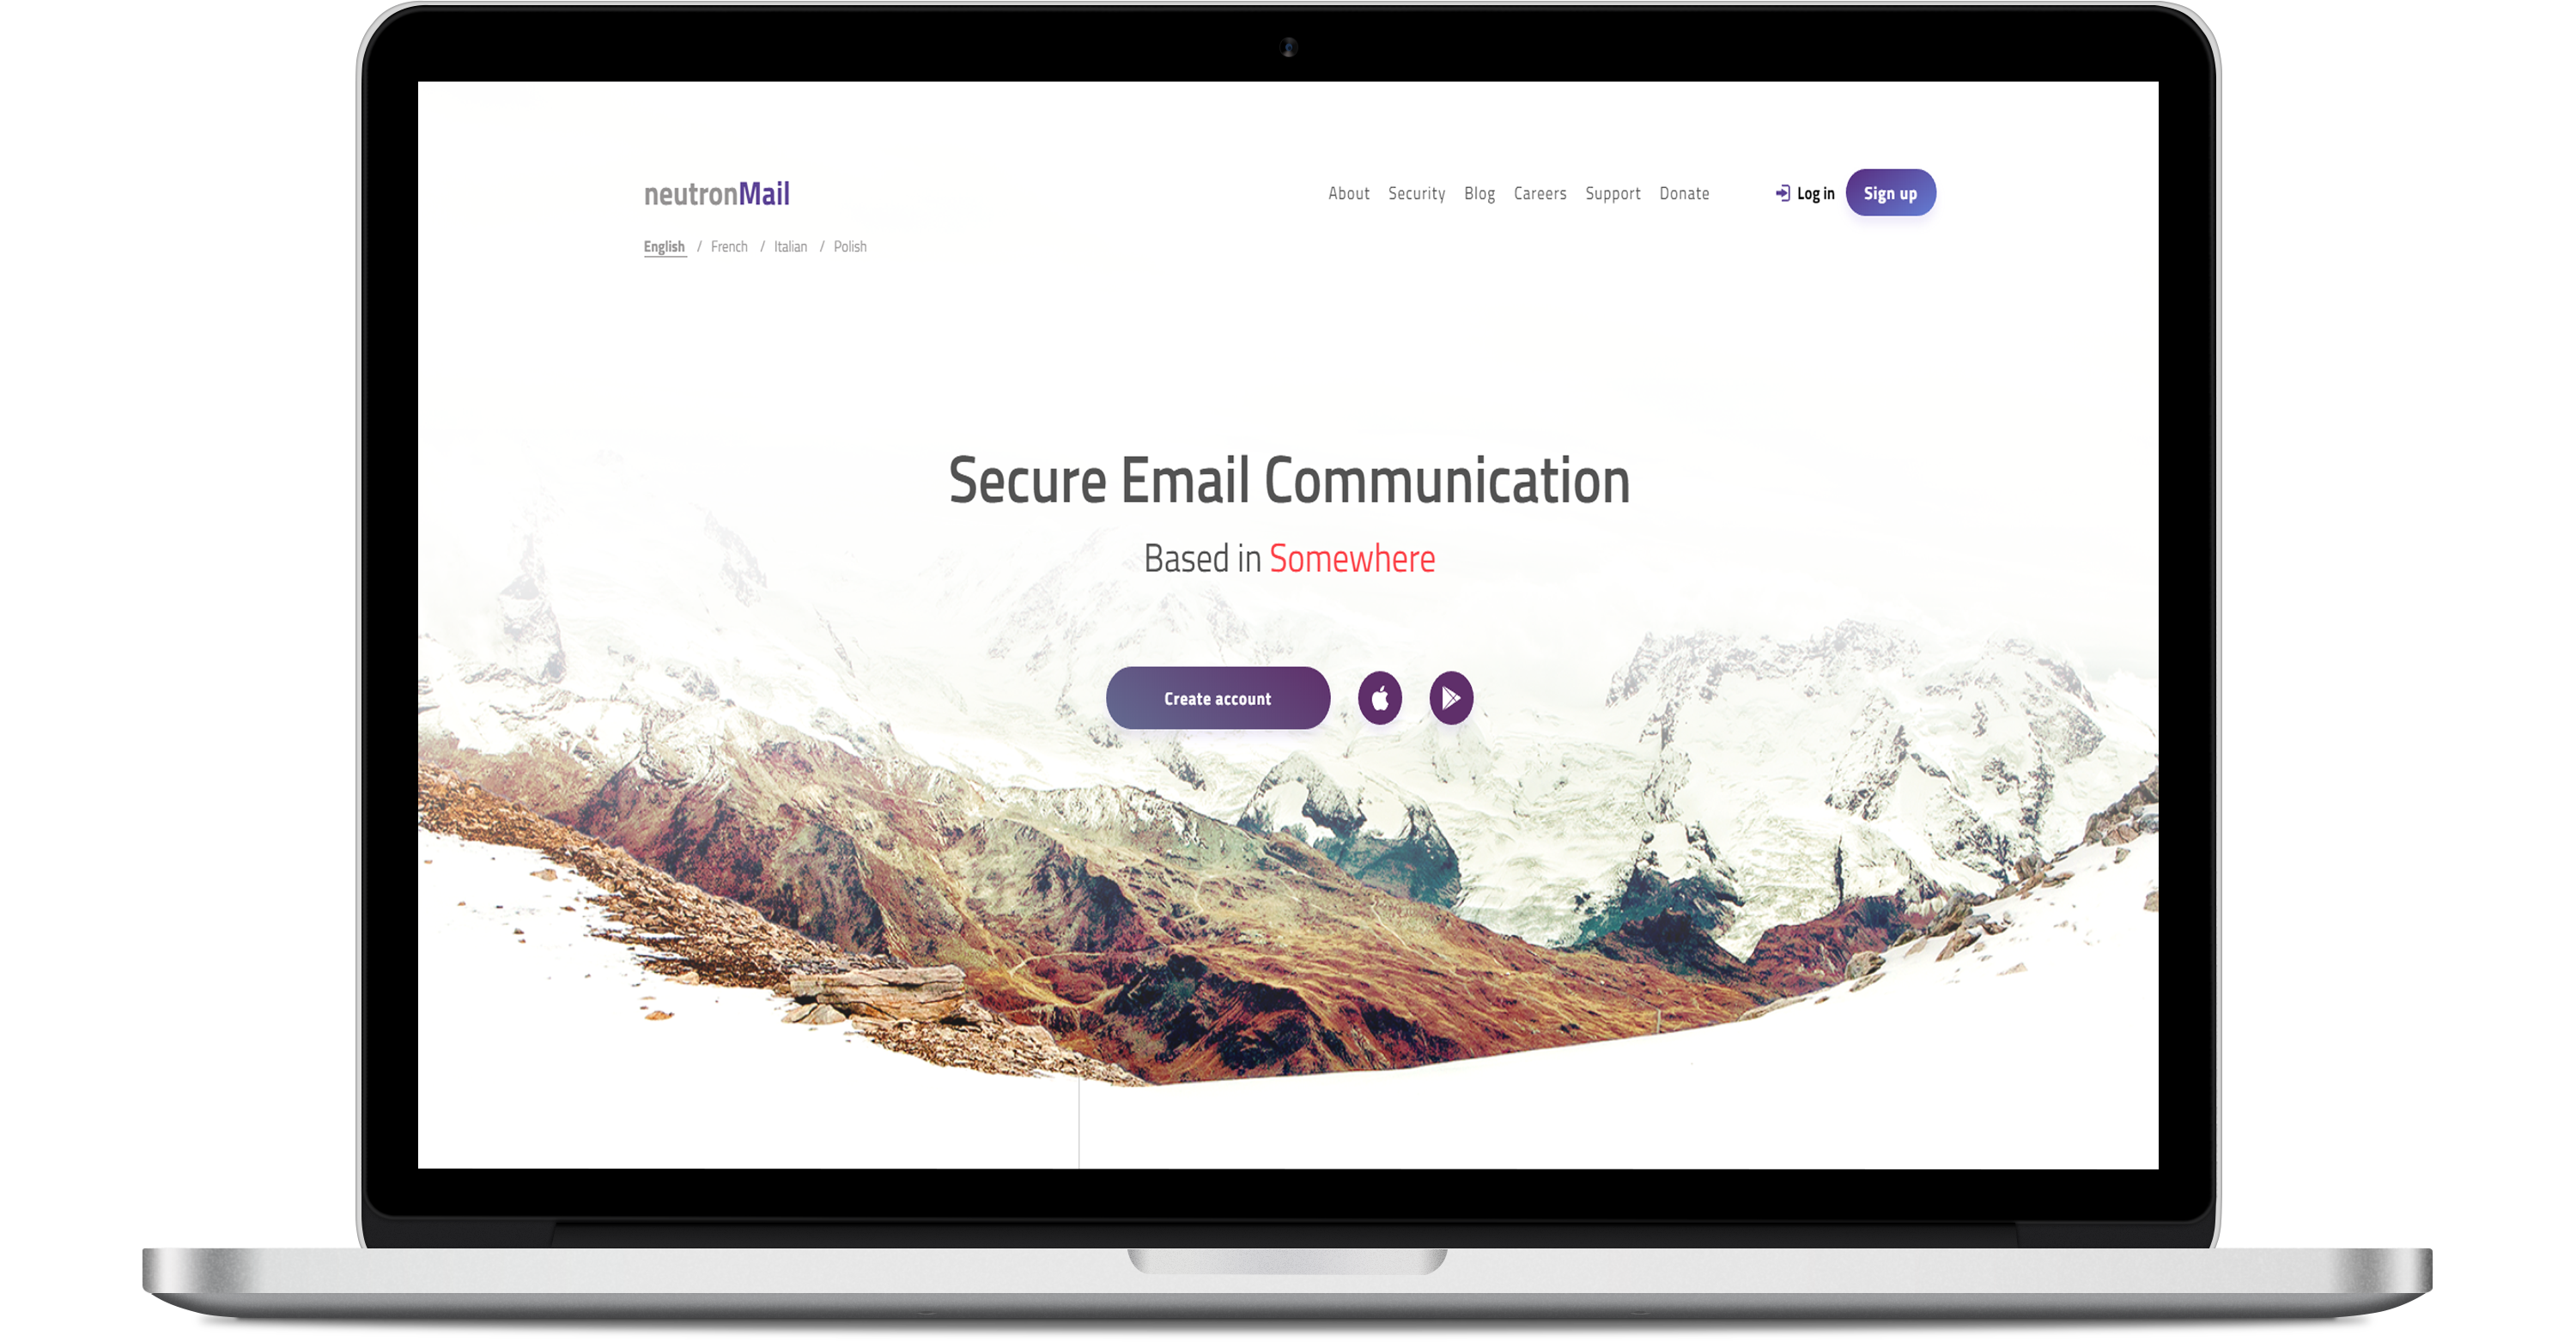 neutronMail
About Security Blog Careers Support Donate Log in Sign up
English / French / Italian / Polish
Secure Email Communication
Based in Somewhere
Create account